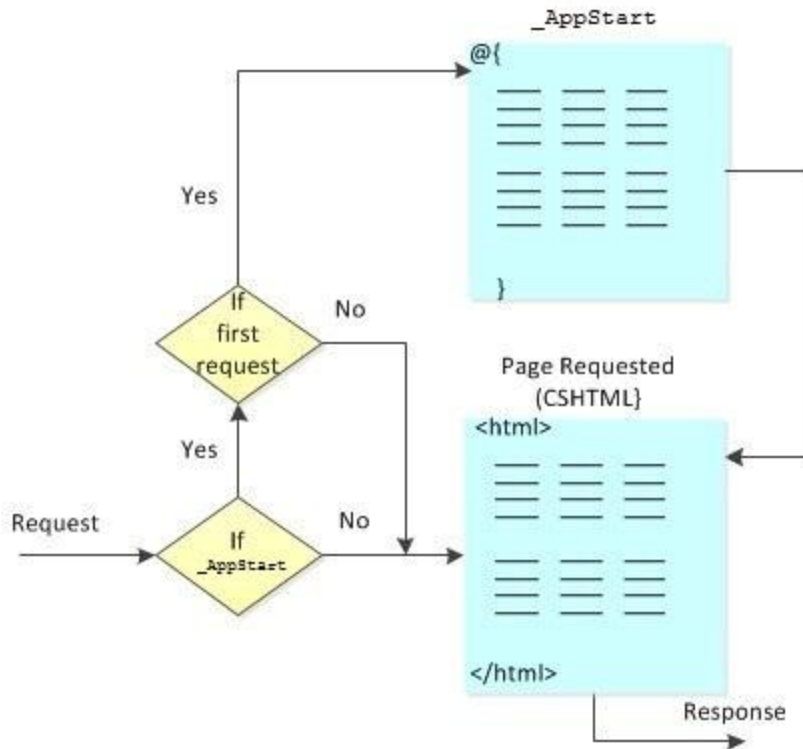 _AppStart
@{
Yes
}
If
first
request
No
Page Requested
(CSHTML}
<html>
Yes
Request
If
_AppStart
No
</html>
Response